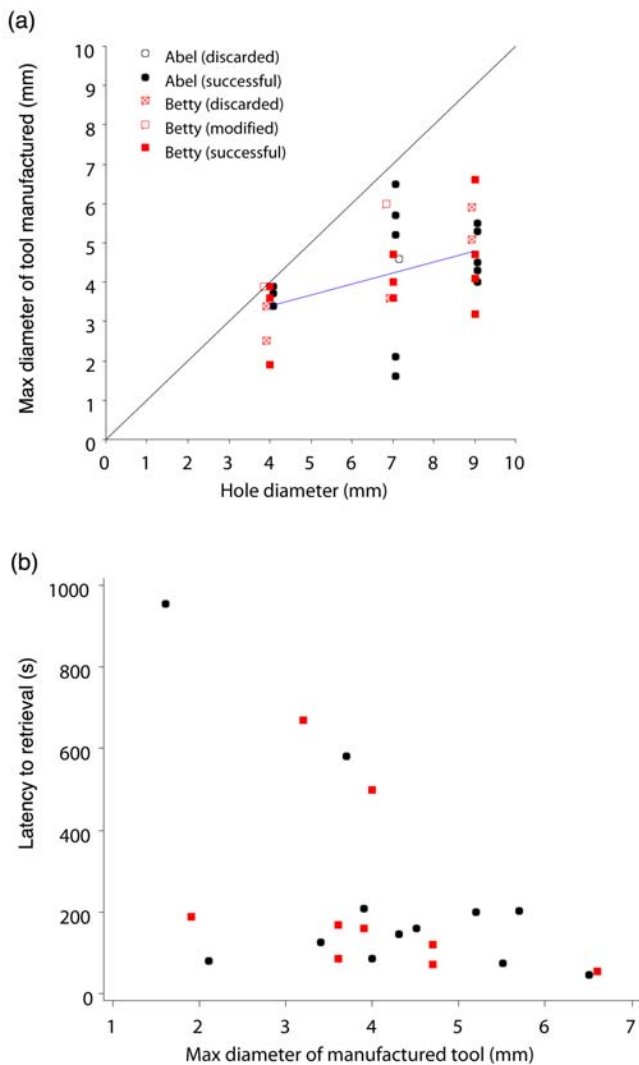 (a)
10
9
8
7
6
5
4
3
2
1
0
Max diameter of tool manufactured (mm)
Abel (discarded)
Abel (successful)
Betty (discarded)
Betty (modified)
Betty (successful)
0 1 2 3 4 5 6 7 8 9 10
Hole diameter (mm)
(b)
1000
800
600
400
200
0
Latency to retrieval (s)
1 2 3 4 5 6 7
Max diameter of manufactured tool (mm)